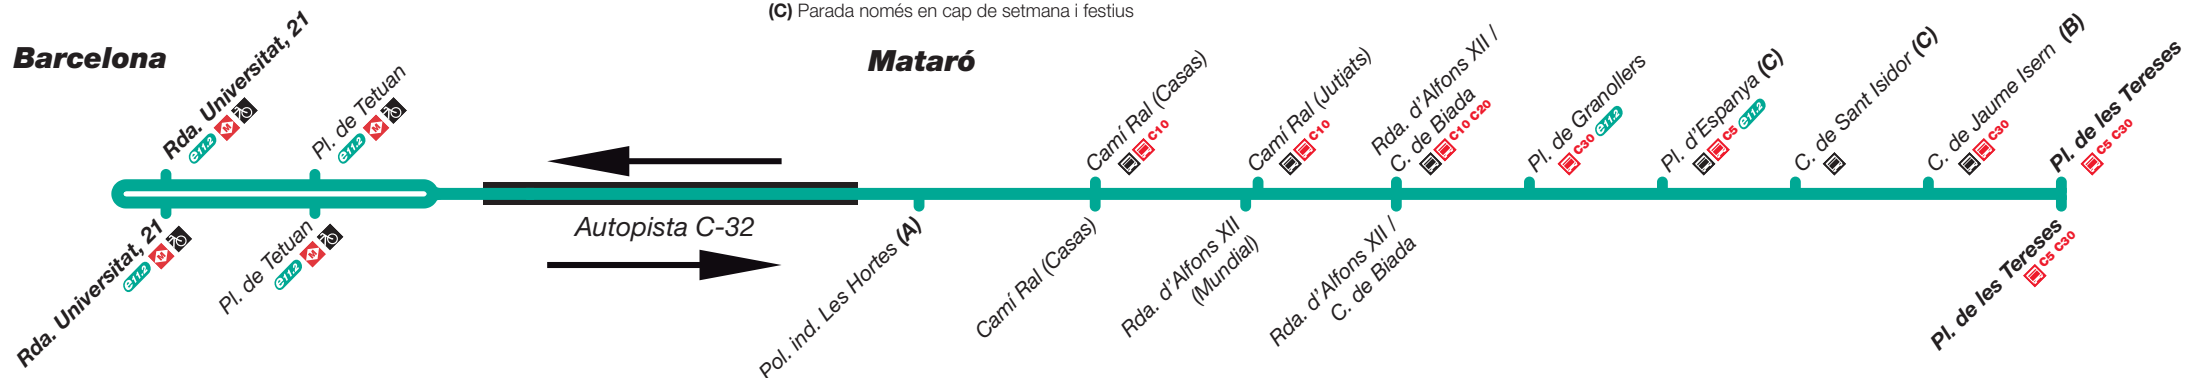 (C) Parada només en cap de setmana i festius
Barcelona
Mataró
Rda. Universitat, 21
e11.2 M
Pl. de Tetuan
e11.2 M
Camí Ral (Casas)
C10
Camí Ral (Jutjats)
C10
Rda. d'Alfons XII /
C. de Biada
C10 C20
Pl. de Granollers
C30 e11.2
Pl. d'Espanya (C)
C5 e11.2
C. de Sant Isidor (C)
C. de Jaume Isern (B)
C30
Pl. de les Tereses
C5 C30
Autopista C-32
Rda. Universitat, 21
e11.2 M
Pl. de Tetuan
e11.2 M
Pol. ind. Les Hortes (A)
Camí Ral (Casas)
Rda. d'Alfons XII
(Mundial)
Rda. d'Alfons XII /
C. de Biada
Pl. de les Tereses
C5 C30